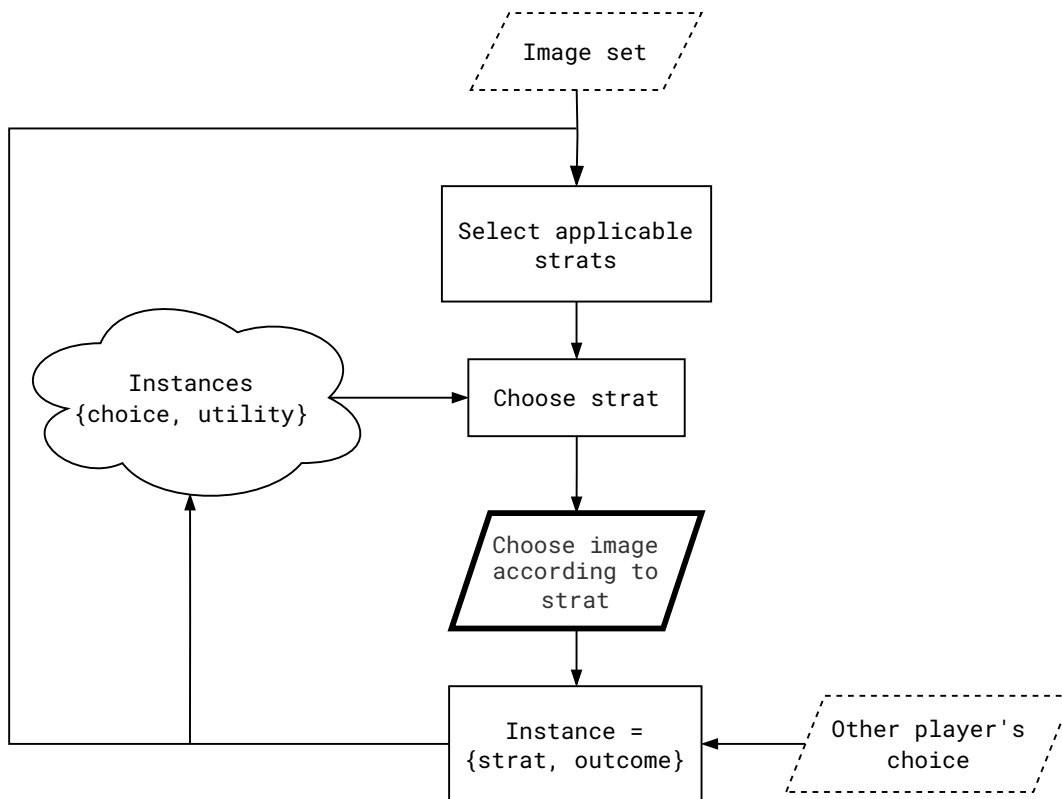 Image set
Select applicable
strats
Instances
{choice, utility}
Choose strat
Choose image
according to
strat
Instance =
{strat, outcome}
Other player's
choice